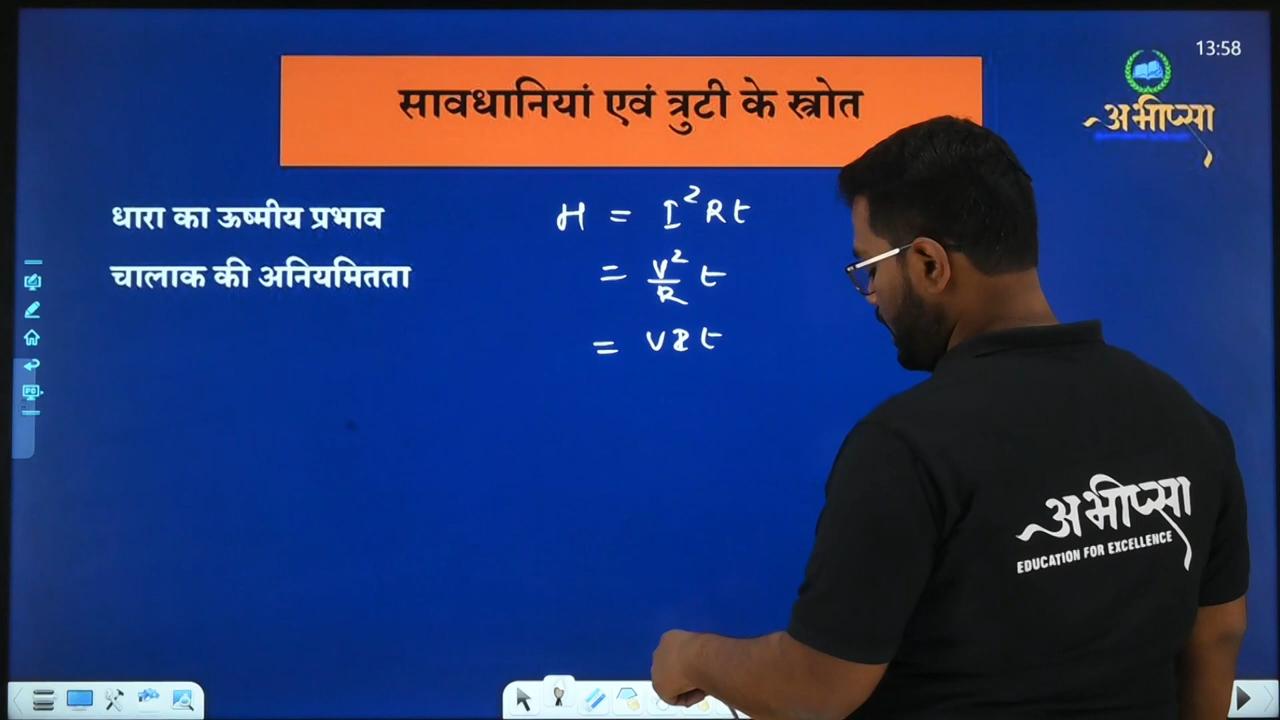 13:58
सावधानियां एवं त्रुटी के स्त्रोत
अभीप्सा
धारा का ऊष्मीय प्रभाव
चालाक की अनियमितता
H = I²Rt
= V²/R t
= VIt
अभीप्सा
EDUCATION FOR EXCELLENCE